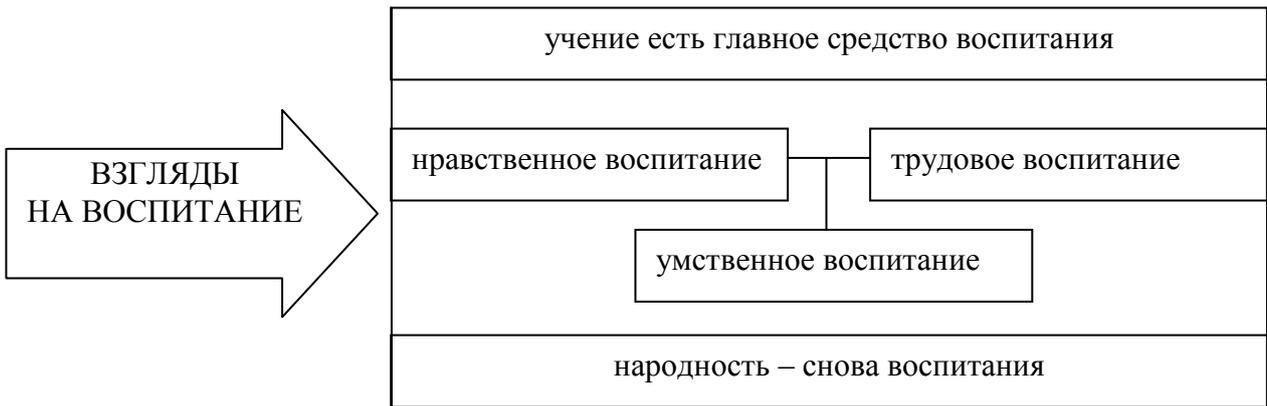 учение есть главное средство воспитания
ВЗГЛЯДЫ
НА ВОСПИТАНИЕ
нравственное воспитание
трудовое воспитание
умственное воспитание
народность – снова воспитания